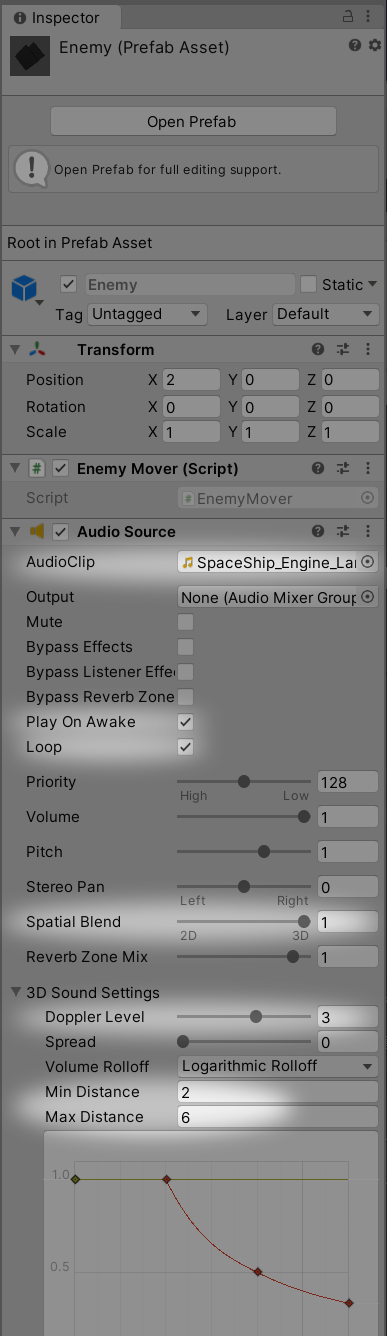 Inspector
Enemy (Prefab Asset)
Open Prefab
Open Prefab for full editing support.
Root in Prefab Asset
Enemy Static
Tag Untagged Layer Default
Transform
Position X 2 Y 0 Z 0
Rotation X 0 Y 0 Z 0
Scale X 1 Y 1 Z 1
# Enemy Mover (Script)
Script # EnemyMover
Audio Source
AudioClip SpaceShip_Engine_Lar
Output None (Audio Mixer Group
Mute
Bypass Effects
Bypass Listener Effe
Bypass Reverb Zone
Play On Awake
Loop
Priority 128
High Low
Volume 1
Pitch 1
Stereo Pan 0
Left Right
Spatial Blend 1
2D 3D
Reverb Zone Mix 1
3D Sound Settings
Doppler Level 3
Spread 0
Volume Rolloff Logarithmic Rolloff
Min Distance 2
Max Distance 6
1.0
0.5